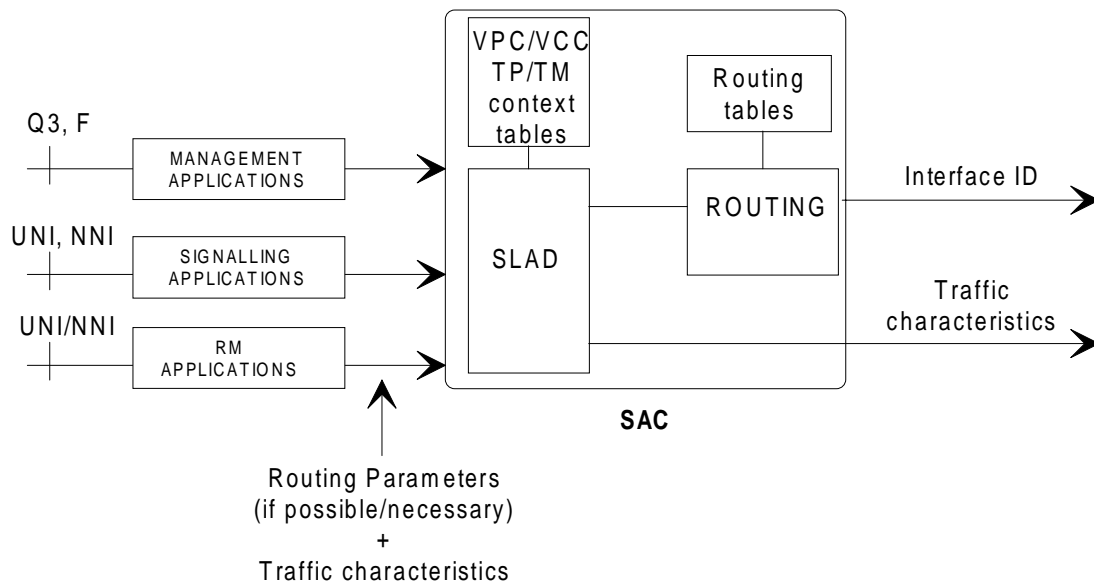 VPC/VCC
TP/TM
context
tables
Routing
tables
Q3, F
MANAGEMENT
APPLICATIONS
Interface ID
ROUTING
UNI, NNI
SIGNALLING
APPLICATIONS
SLAD
Traffic
characteristics
UNI/NNI
RM
APPLICATIONS
SAC
Routing Parameters
(if possible/necessary)
+
Traffic characteristics